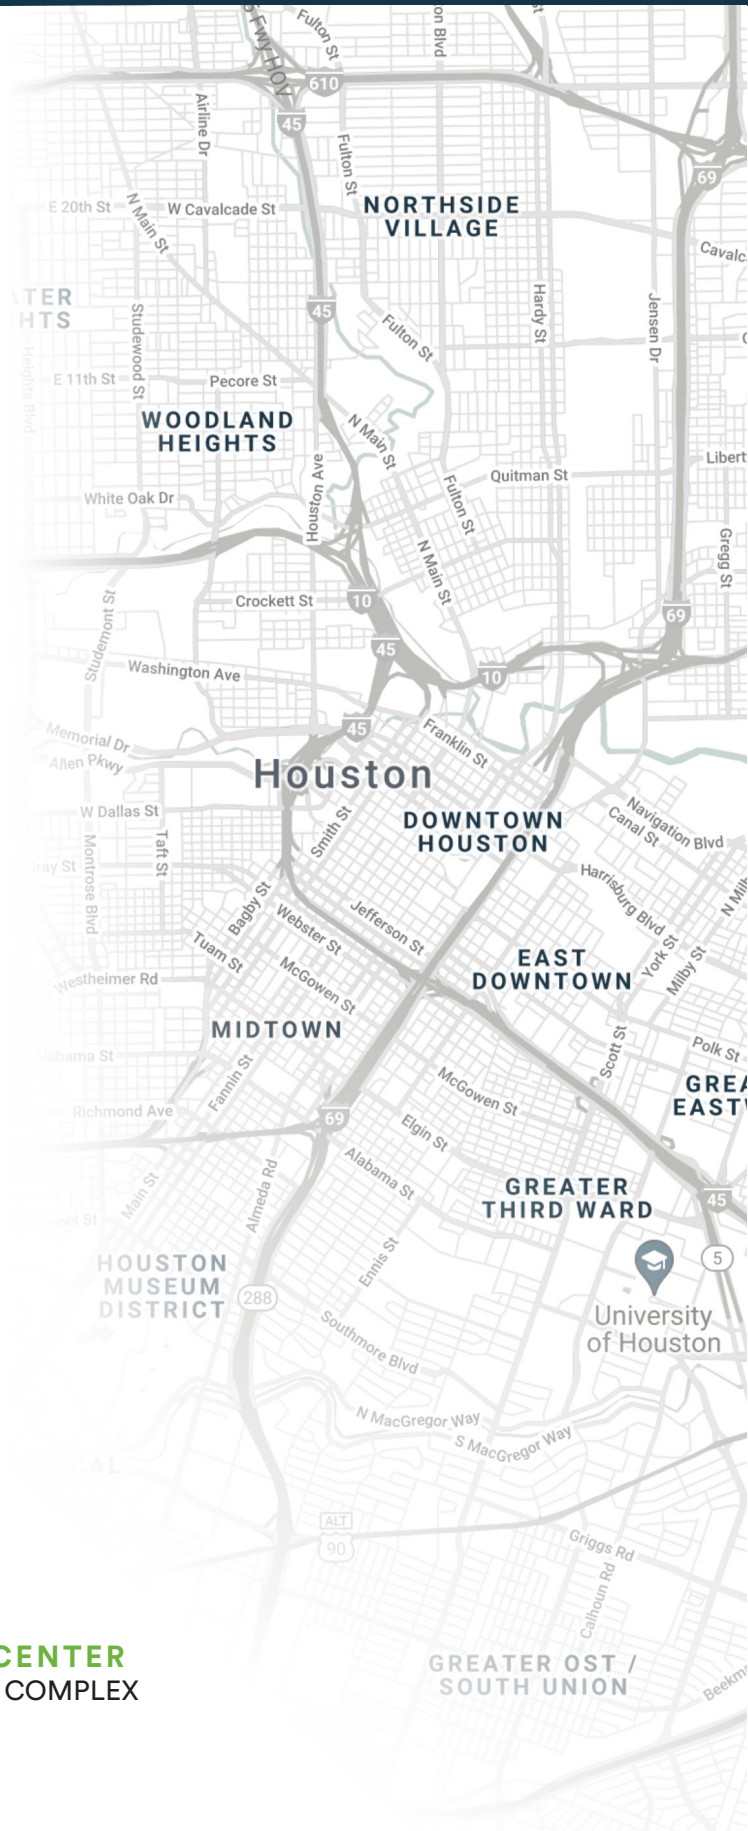 Fulton St
610
45
Airline Dr
Fulton St
69
E 20th St
W Cavalcade St
N Main St
NORTHSIDE
VILLAGE
45
Hardy St
Jensen Dr
Studewood St
Fulton St
Heights Blvd
E 11th St
Pecore St
WOODLAND
HEIGHTS
N Main St
Houston Ave
Quitman St
White Oak Dr
Fulton St
Gregg St
N Main St
Crockett St
10
69
Studemont St
45
Washington Ave
10
45
Memorial Dr
Allen Pkwy
Franklin St
Houston
W Dallas St
Smith St
DOWNTOWN
HOUSTON
Navigation Blvd
Canal St
Taft St
Montrose Blvd
Harrisburg Blvd
Bagby St
Webster St
Jefferson St
York St
Milby St
Tuam St
McGowen St
EAST
DOWNTOWN
Westheimer Rd
MIDTOWN
Scott St
Polk St
Fannin St
McGowen St
Richmond Ave
69
Elgin St
Alabama St
Main St
Almeda Rd
GREATER
THIRD WARD
45
Ennis St
5
HOUSTON
MUSEUM
DISTRICT
288
University
of Houston
Southmore Blvd
N MacGregor Way
S MacGregor Way
ALT
90
Griggs Rd
Calhoun Rd
CENTER
COMPLEX
GREATER OST /
SOUTH UNION